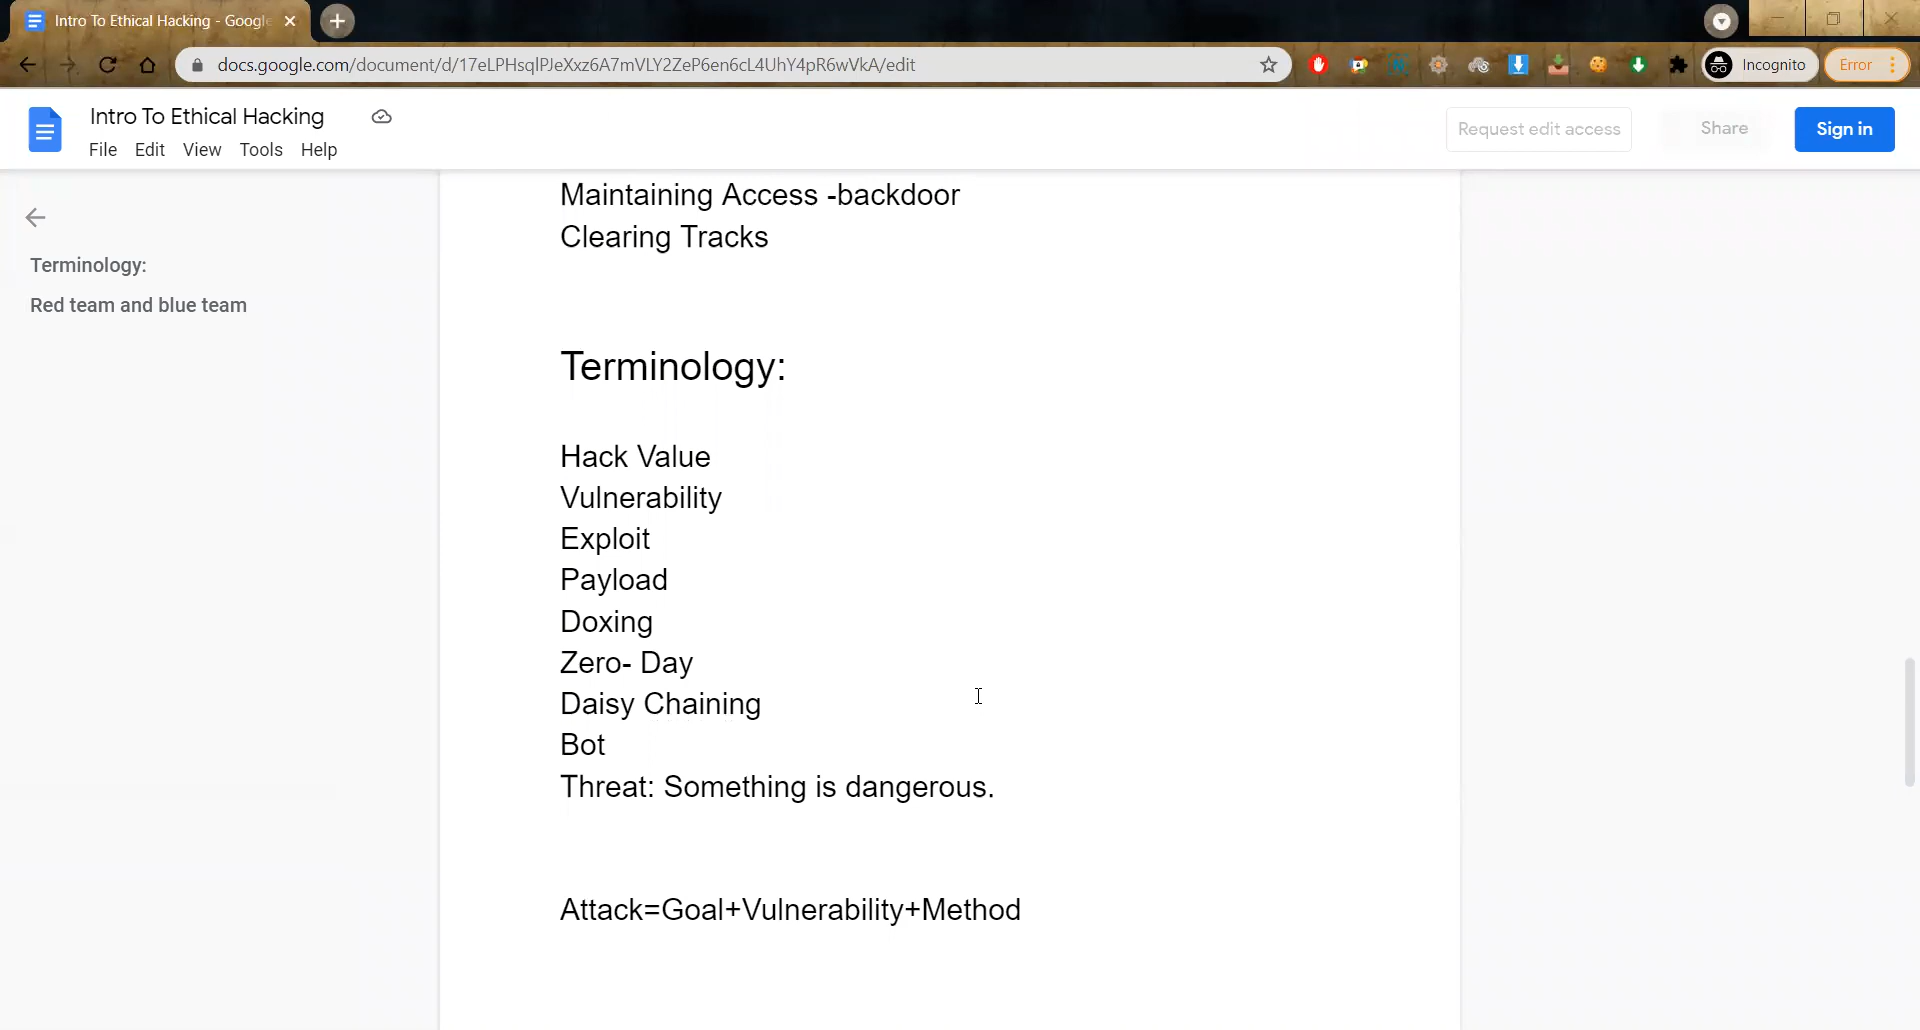 Intro To Ethical Hacking - Googl
docs.google.com/document/d/17eLPHsqlPJeXxz6A7mVLY2ZeP6en6cL4UhY4pR6wVkA/edit
Incognito
Error
Intro To Ethical Hacking
File Edit View Tools Help
Request edit access
Share
Sign in
Terminology:
Red team and blue team
Maintaining Access -backdoor
Clearing Tracks
Terminology:
Hack Value
Vulnerability
Exploit
Payload
Doxing
Zero- Day
Daisy Chaining
Bot
Threat: Something is dangerous.
Attack=Goal+Vulnerability+Method